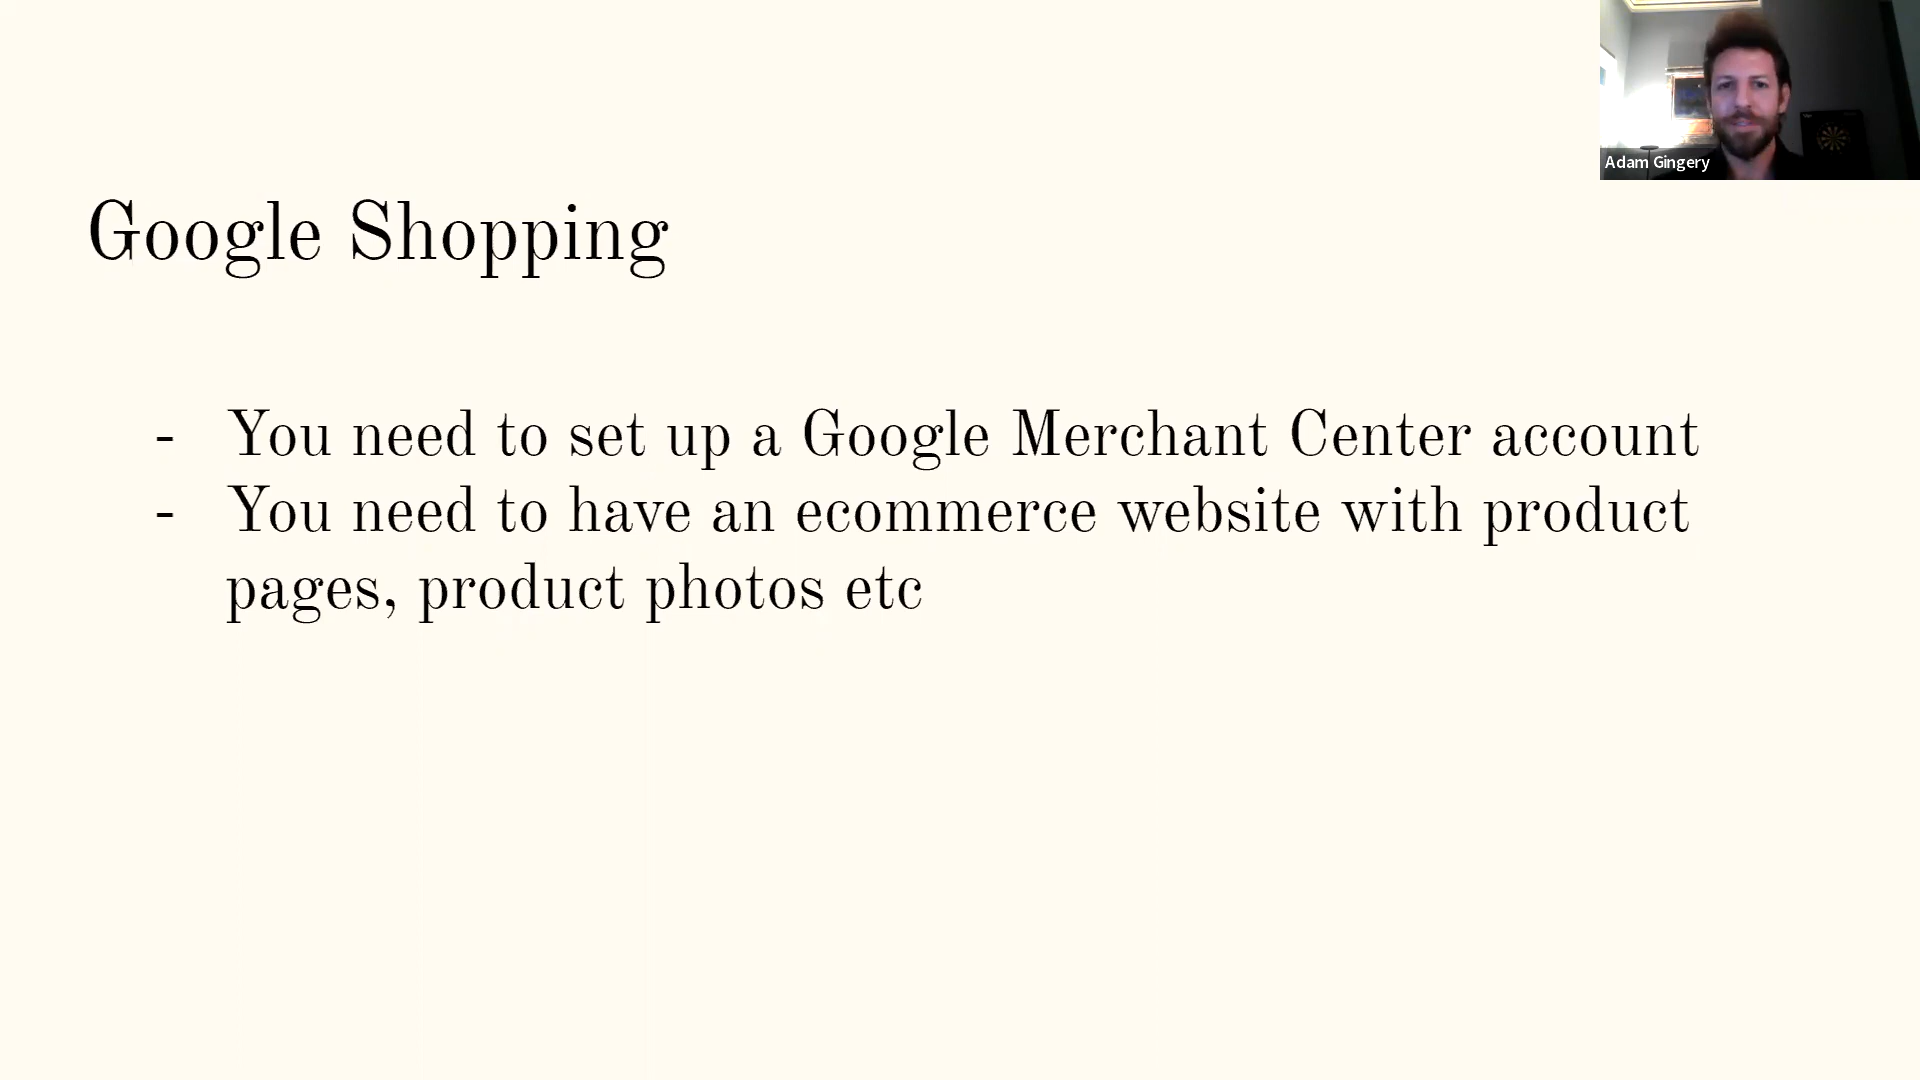 Adam Gingery
Google Shopping
- You need to set up a Google Merchant Center account
- You need to have an ecommerce website with product
pages, product photos etc